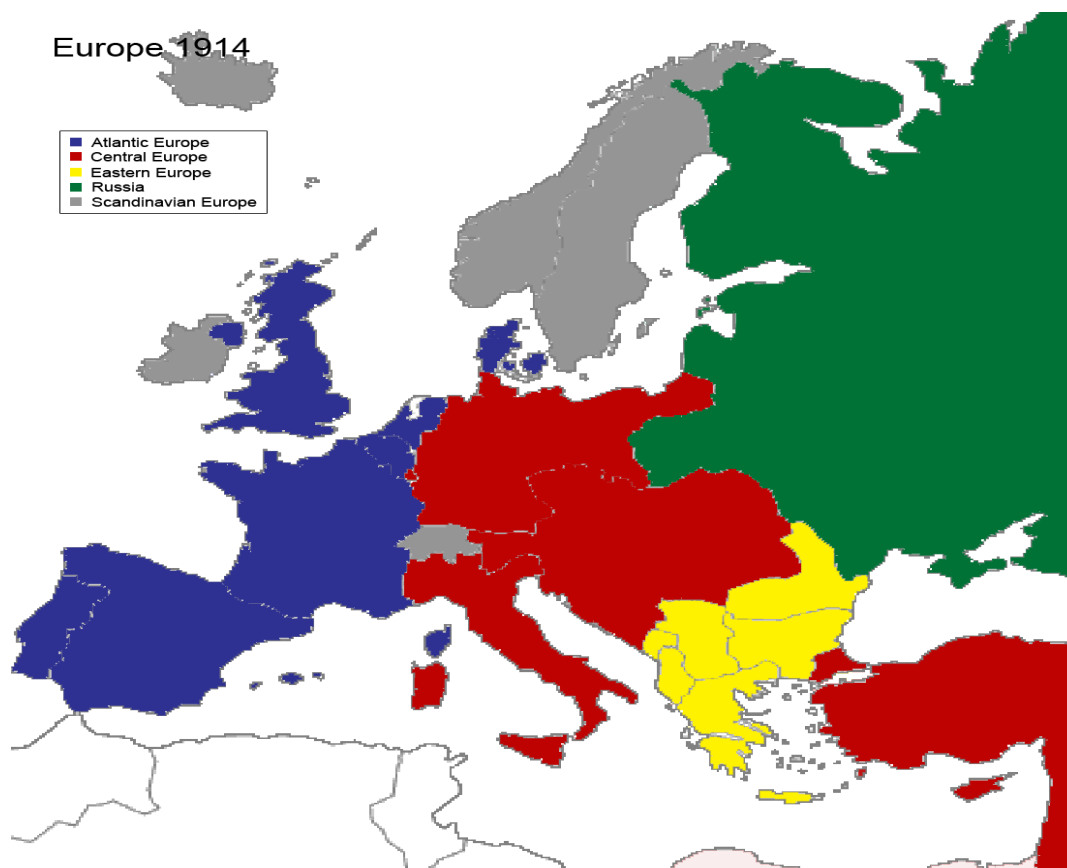 Europe 1914
Atlantic Europe
Central Europe
Eastern Europe
Russia
Scandinavian Europe